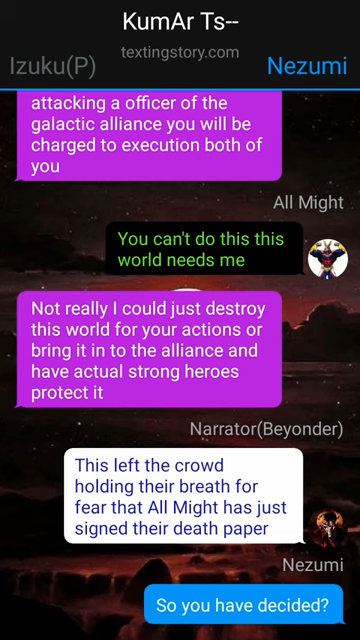 KumAr Ts--
textingstory.com
Izuku(P)
Nezumi
attacking a officer of the
galactic alliance you will be
charged to execution both of
you
All Might
You can't do this this
world needs me
Not really I could just destroy
this world for your actions or
bring it in to the alliance and
have actual strong heroes
protect it
Narrator(Beyonder)
This left the crowd
holding their breath for
fear that All Might has just
signed their death paper
Nezumi
So you have decided?